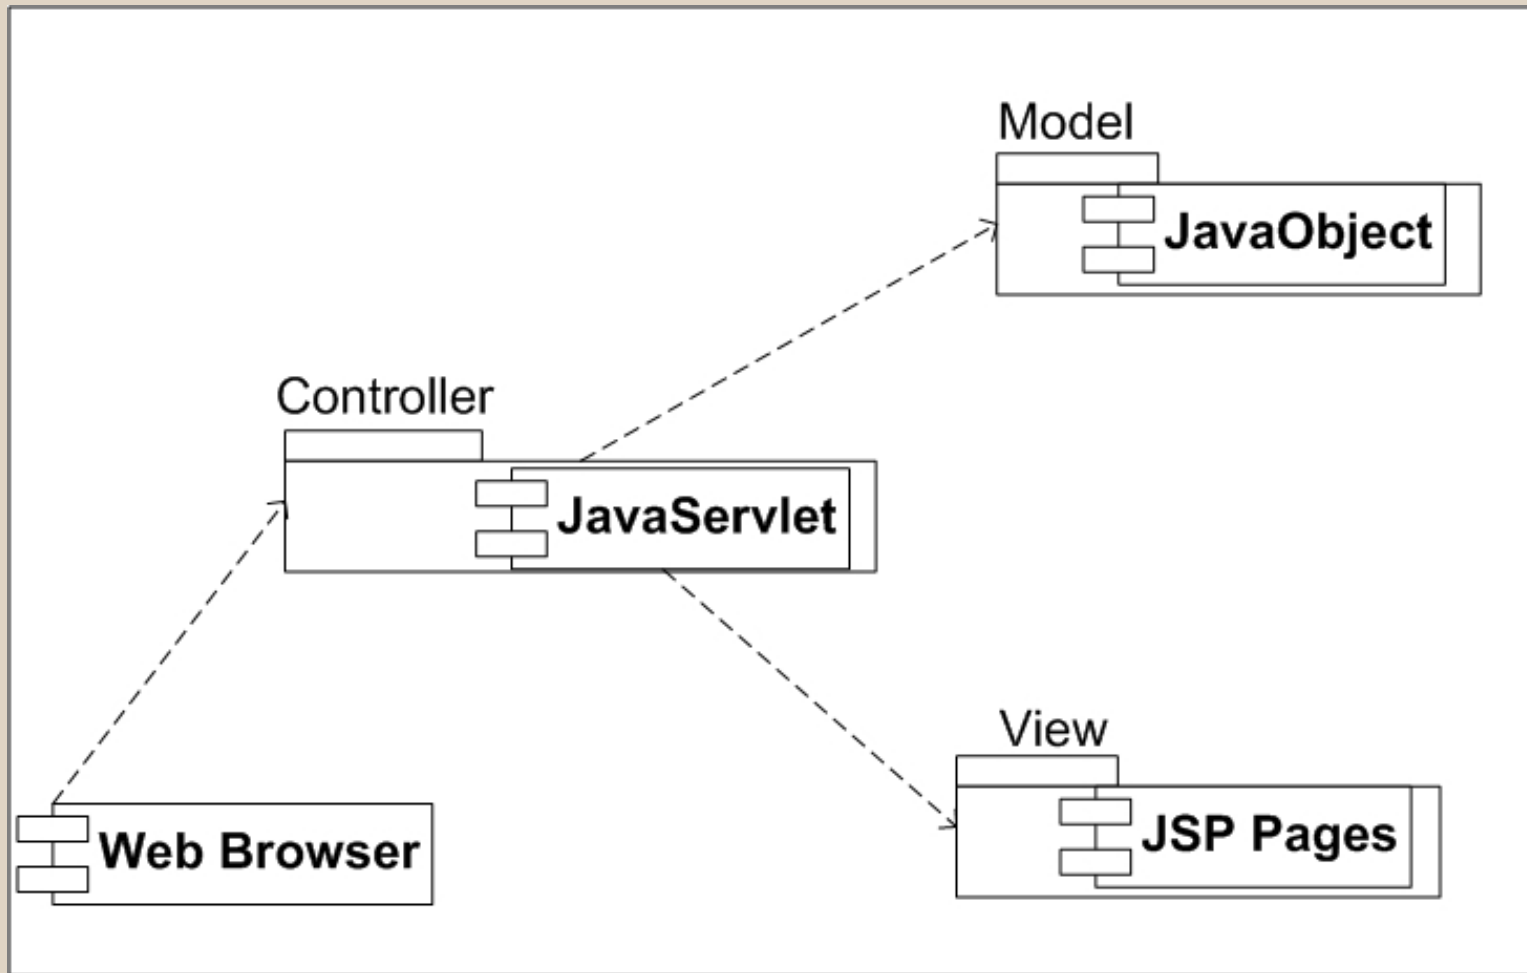 Model
JavaObject
Controller
JavaServlet
View
JSP Pages
Web Browser